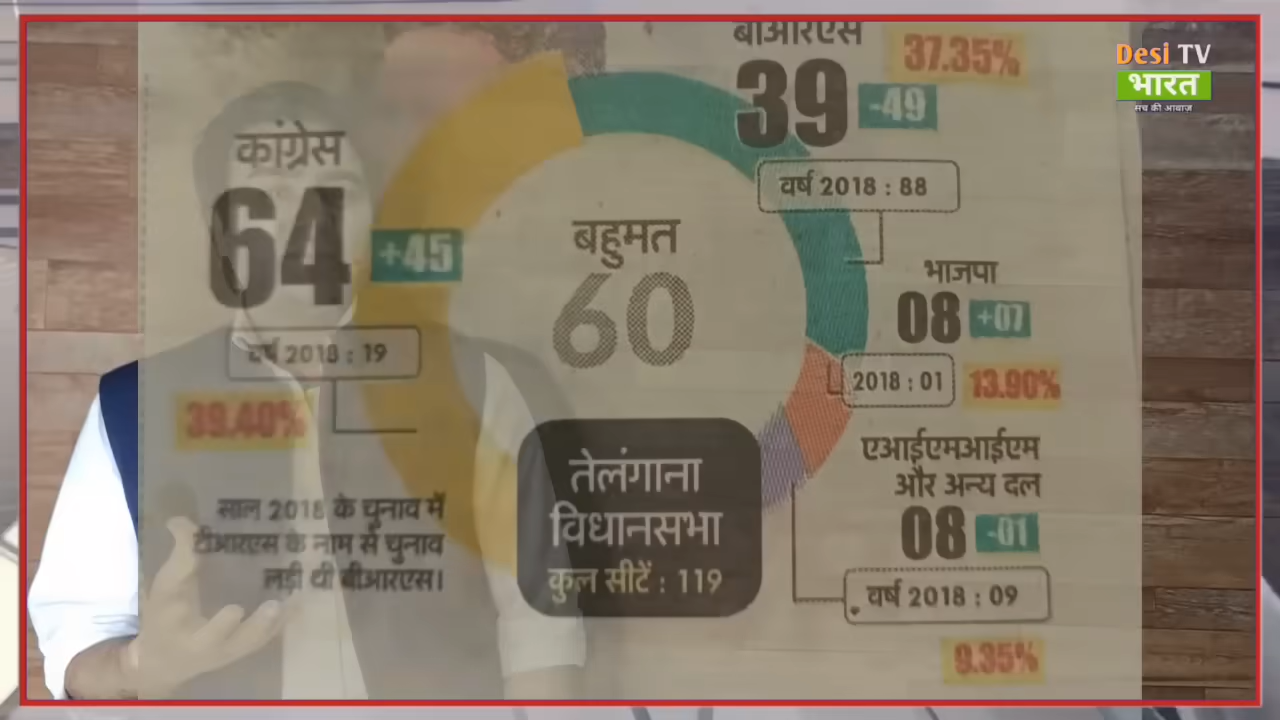 बीआरएस
37.35%
39
-49
वर्ष 2018 : 88
Desi TV
भारत
सच की आवाज़
कांग्रेस
64
+45
वर्ष 2018 : 19
39.40%
बहुमत
60
भाजपा
08
+07
2018 : 01
13.90%
एआईएमआईएम
और अन्य दल
08
-01
वर्ष 2018 : 09
9.35%
साल 2018 के चुनाव में
टीआरएस के नाम से चुनाव
लड़ी थी बीआरएस।
तेलंगाना
विधानसभा
कुल सीटें : 119